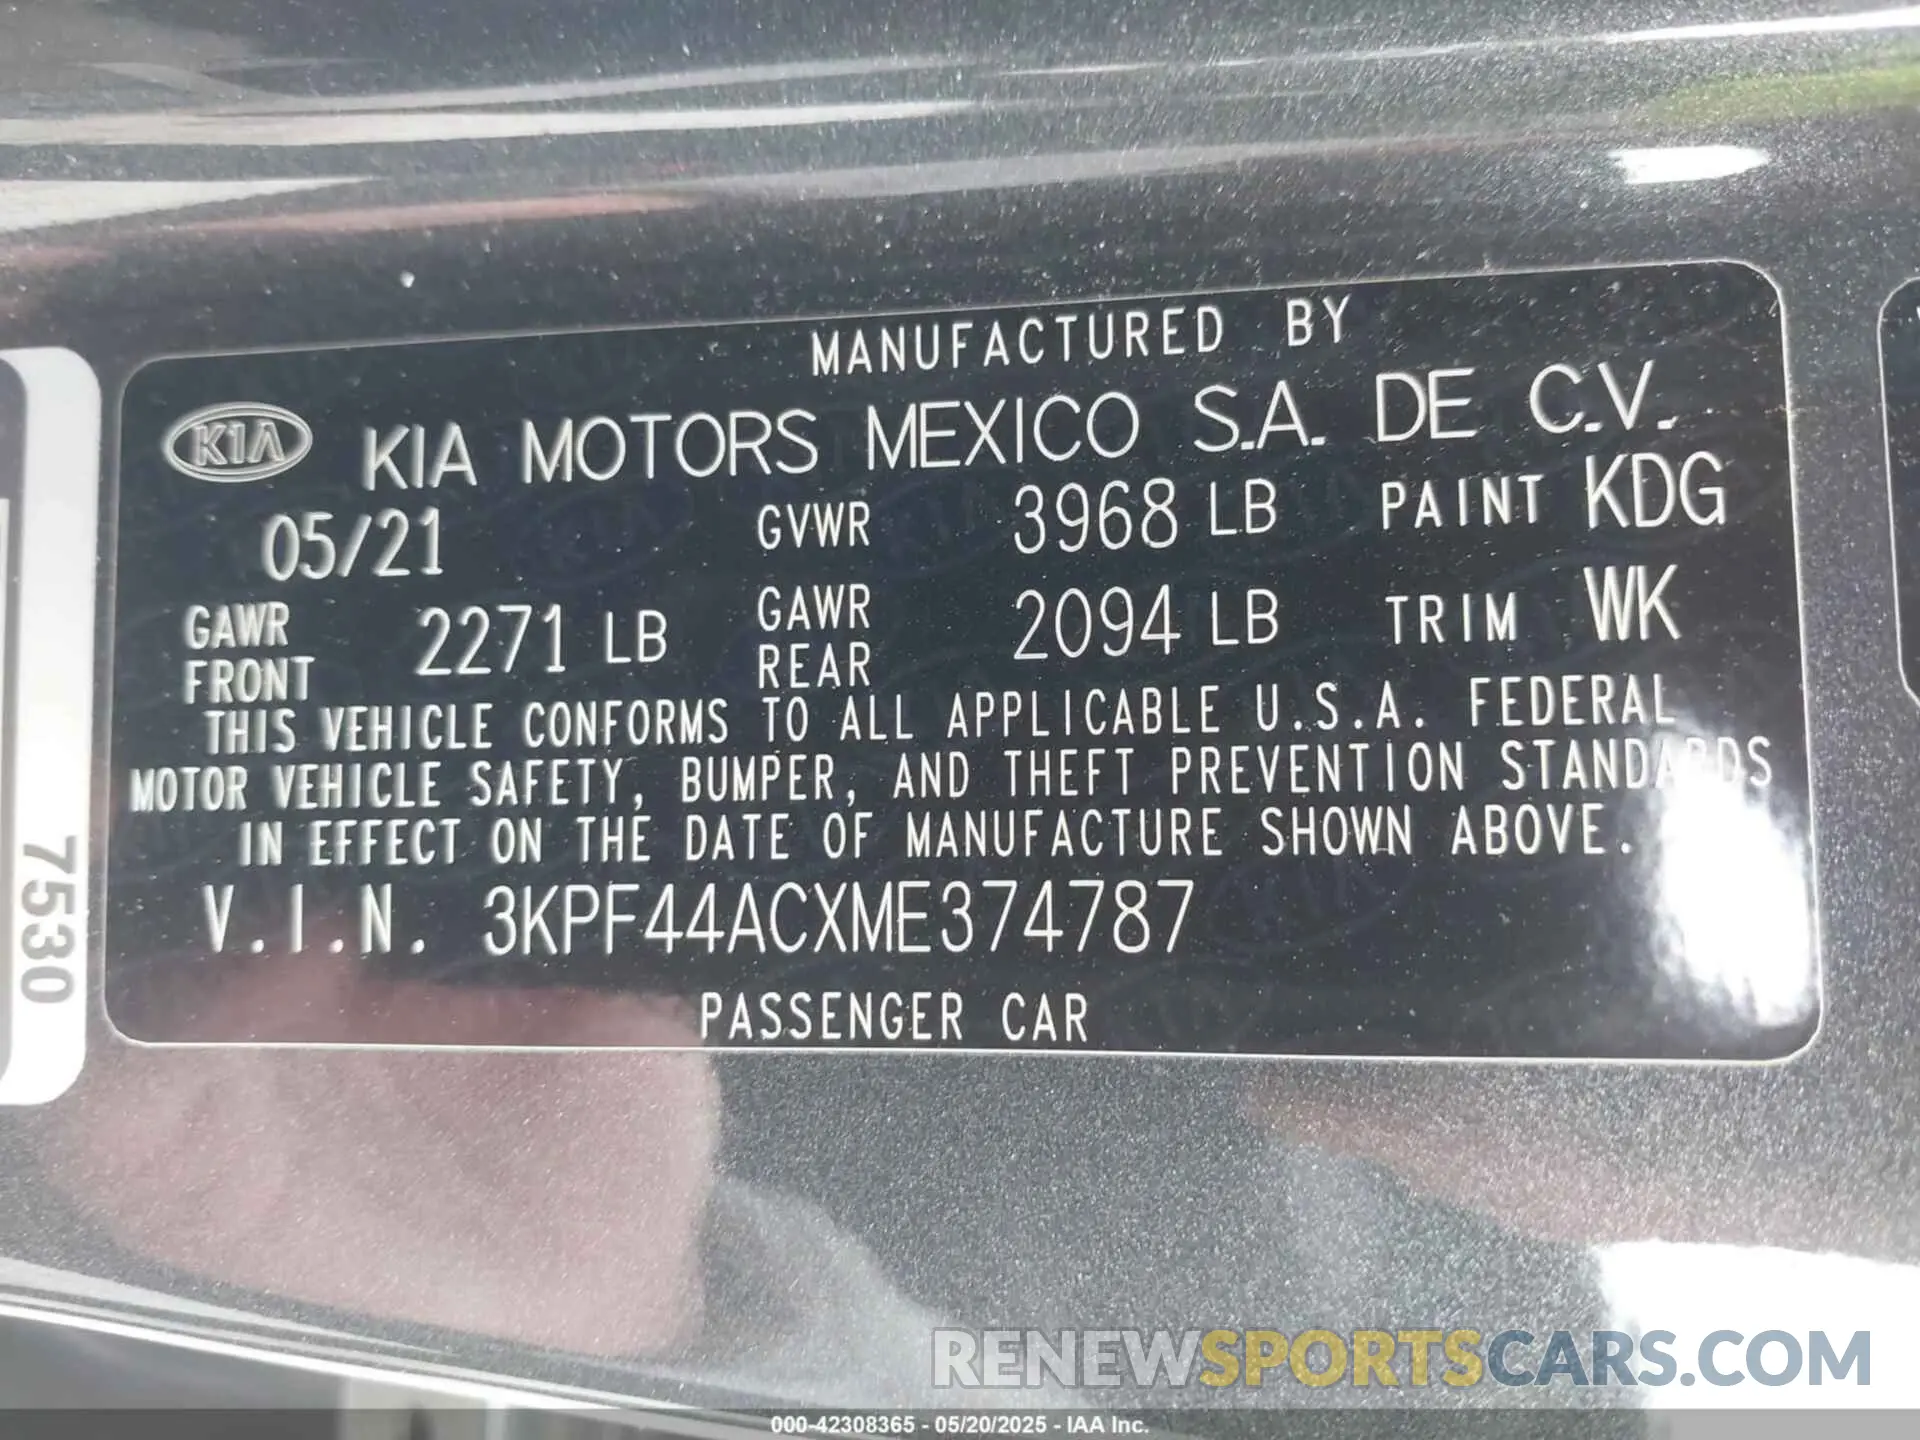 MANUFACTURED BY
KIA KIA MOTORS MEXICO S.A. DE C.V.
05/21 GVWR 3968 LB PAINT KDG
GAWR FRONT 2271 LB GAWR REAR 2094 LB TRIM WK
THIS VEHICLE CONFORMS TO ALL APPLICABLE U.S.A. FEDERAL
MOTOR VEHICLE SAFETY, BUMPER, AND THEFT PREVENTION STANDARDS
IN EFFECT ON THE DATE OF MANUFACTURE SHOWN ABOVE.
V.I.N. 3KPF44ACXME374787
PASSENGER CAR
7530
RENEWSPORTSCARS.COM
000-42308365 - 05/20/2025 - IAA Inc.